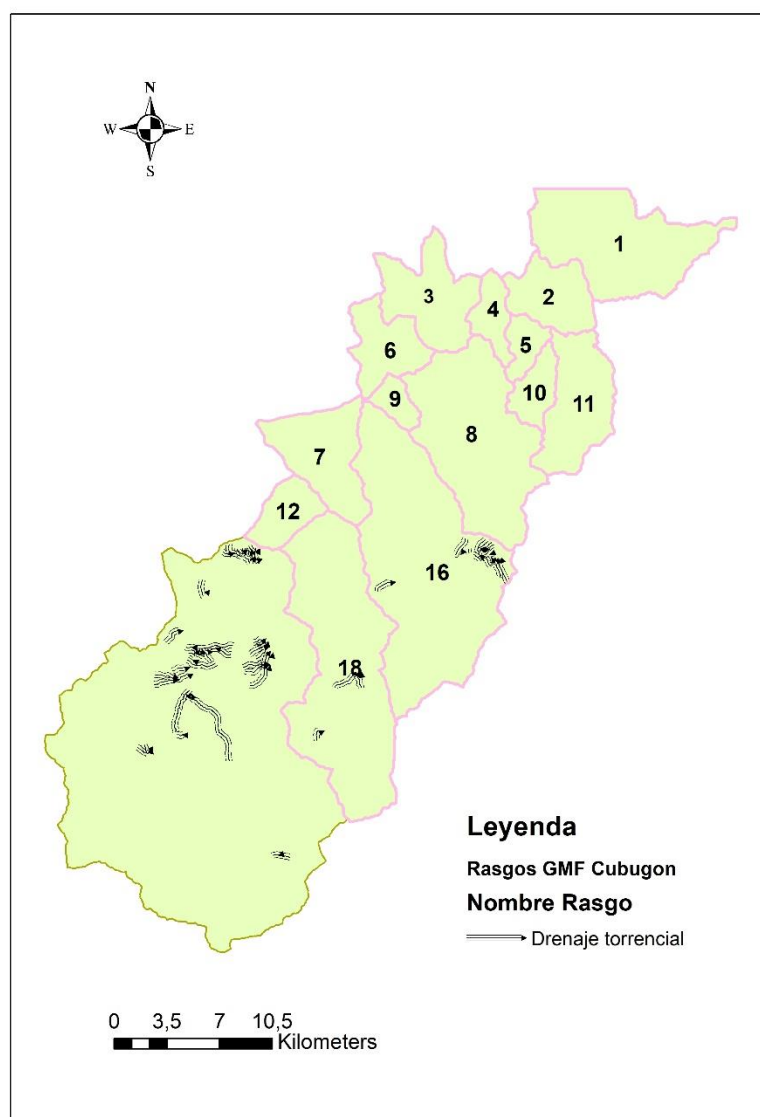 N
W E
S
1
2
3
4
5
6
10
9
11
8
7
12
16
18
Leyenda
Rasgos GMF Cubugon
Nombre Rasgo
Drenaje torrencial
0 3,5 7 10,5
Kilometers